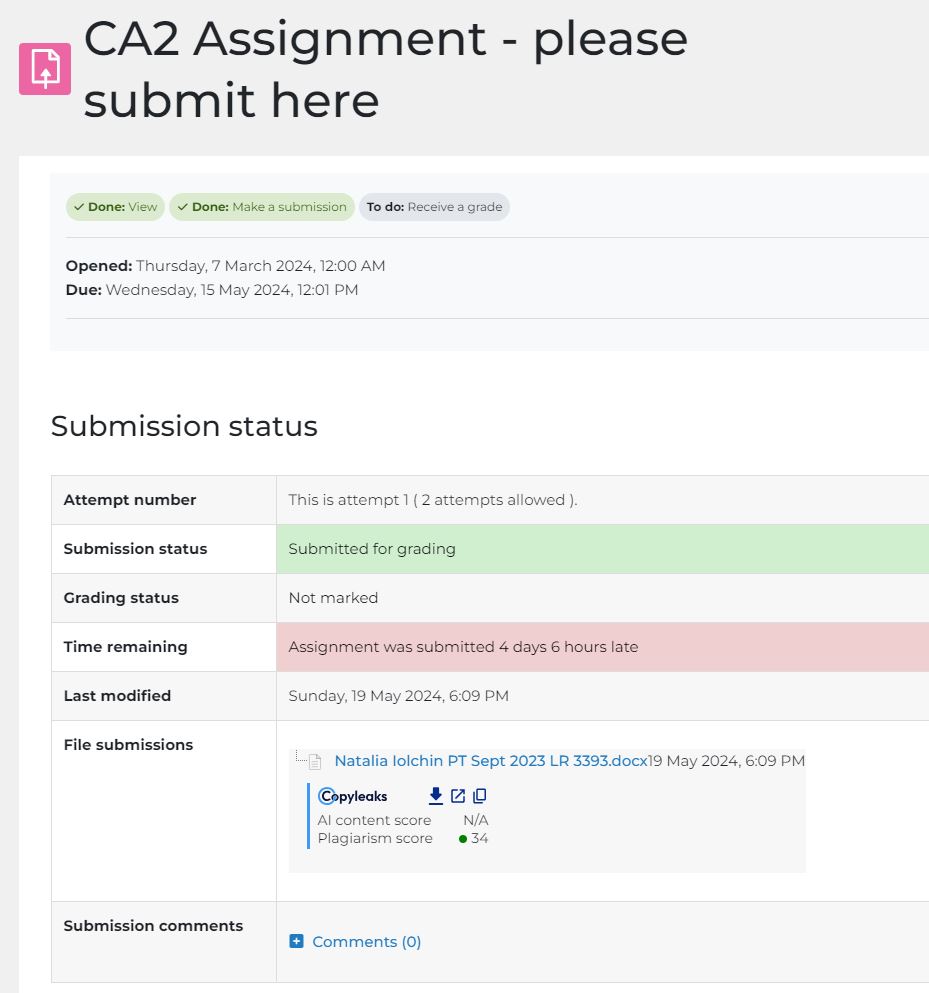 CA2 Assignment - please
submit here
Done: View
Done: Make a submission
To do: Receive a grade
Opened: Thursday, 7 March 2024, 12:00 AM
Due: Wednesday, 15 May 2024, 12:01 PM
Submission status
Attempt number
This is attempt 1 ( 2 attempts allowed ).
Submission status
Submitted for grading
Grading status
Not marked
Time remaining
Assignment was submitted 4 days 6 hours late
Last modified
Sunday, 19 May 2024, 6:09 PM
File submissions
Natalia Iolchin PT Sept 2023 LR 3393.docx19 May 2024, 6:09 PM
Copyleaks
AI content score N/A
Plagiarism score 34
Submission comments
Comments (0)